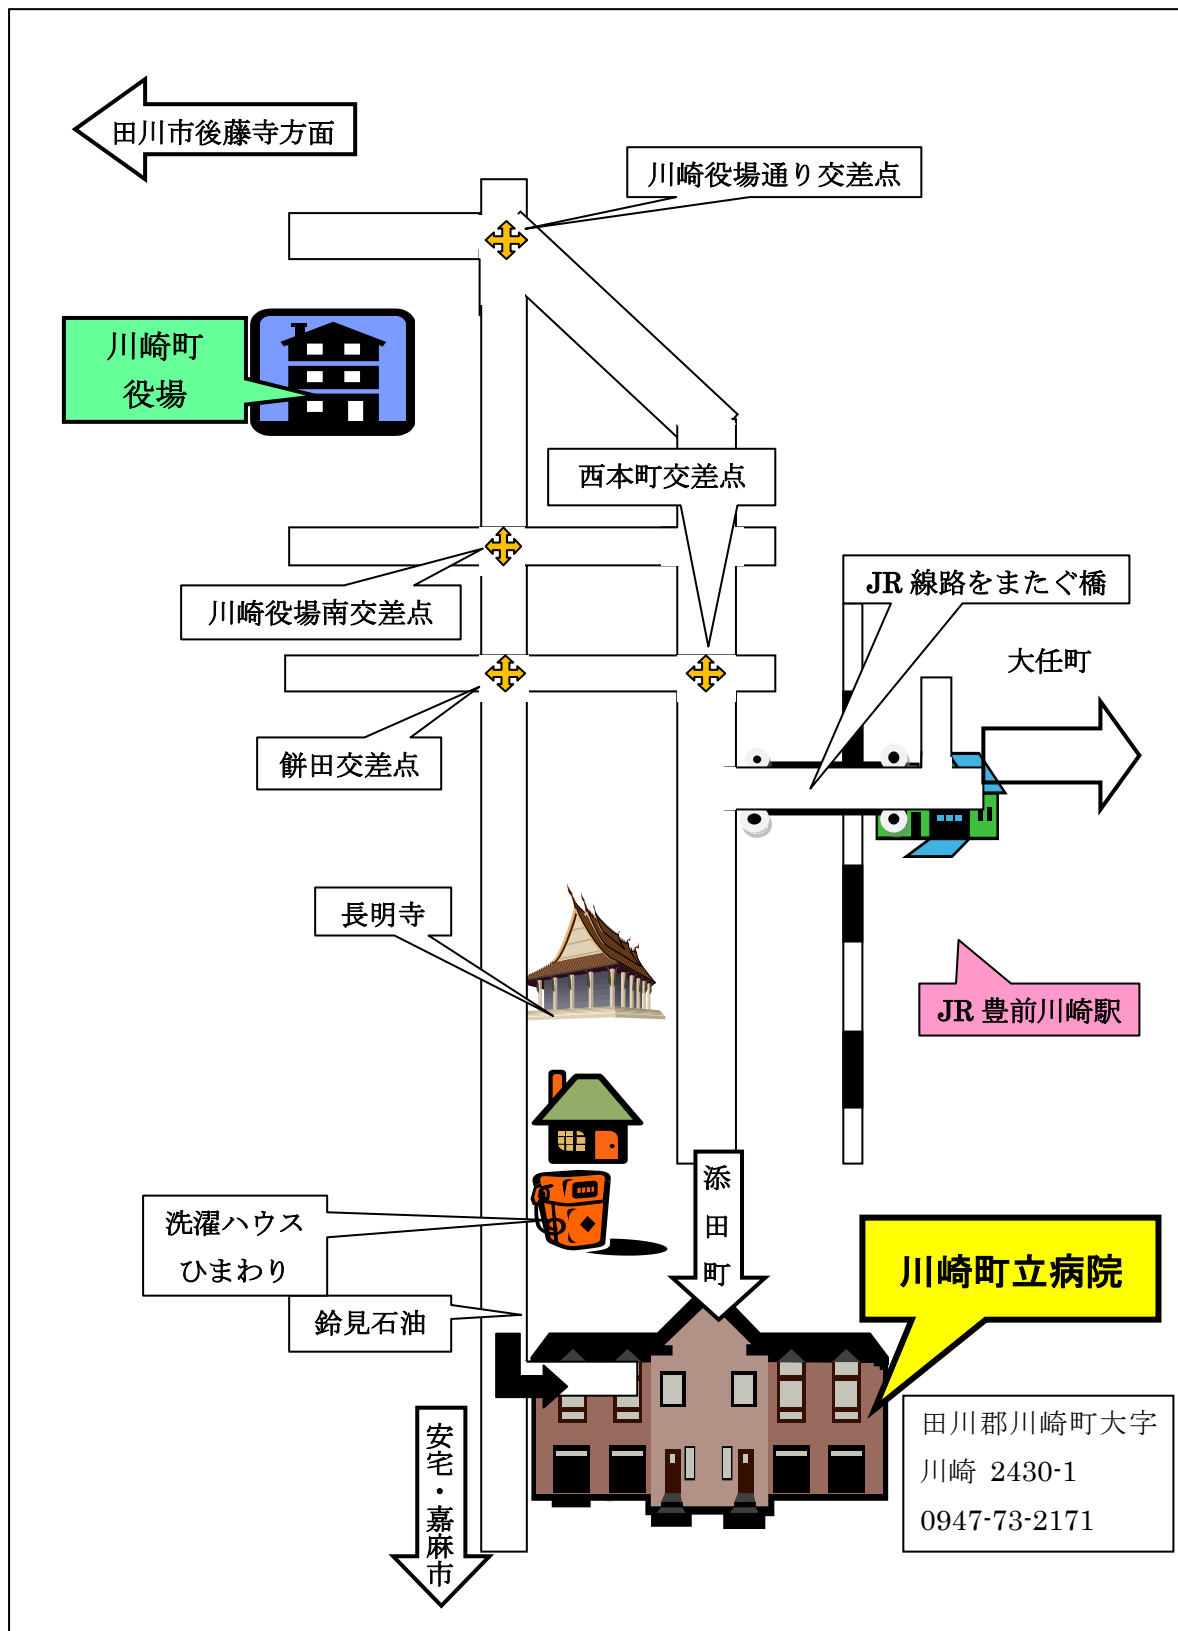 田川市後藤寺方面
川崎役場通り交差点
川崎町
役場
西本町交差点
JR 線路をまたぐ橋
川崎役場南交差点
大任町
餅田交差点
長明寺
JR 豊前川崎駅
添田町
洗濯ハウス
ひまわり
川崎町立病院
鈴見石油
田川郡川崎町大字
川崎 2430-1
0947-73-2171
安宅・嘉麻市